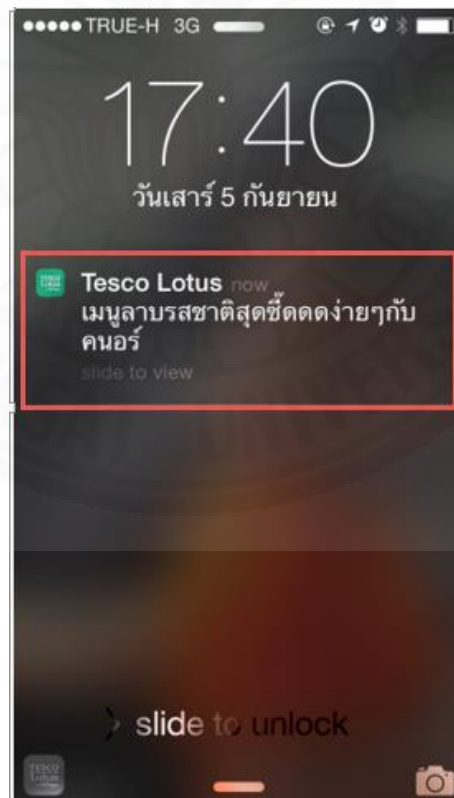 TRUE-H 3G
17:40
วันเสาร์ 5 กันยายน
Tesco Lotus now
เมนูลาบรสชาติสุดซี๊ดดดง่ายๆกับ
คนอร์
slide to view
slide to unlock
TESCO
Lotus